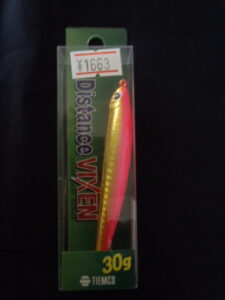 ¥1663
Distance VIXEN
30g
TIEMCO